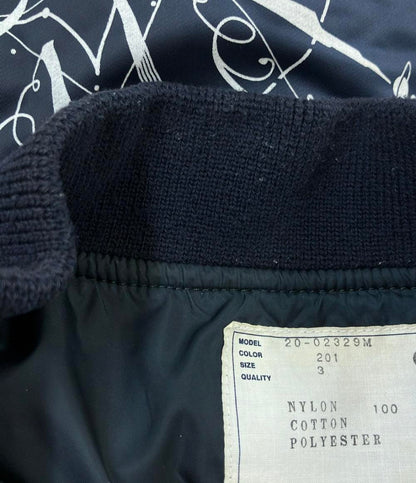 MODEL 20-02329M
COLOR 201
SIZE 3
QUALITY
NYLON 100
COTTON
POLYESTER